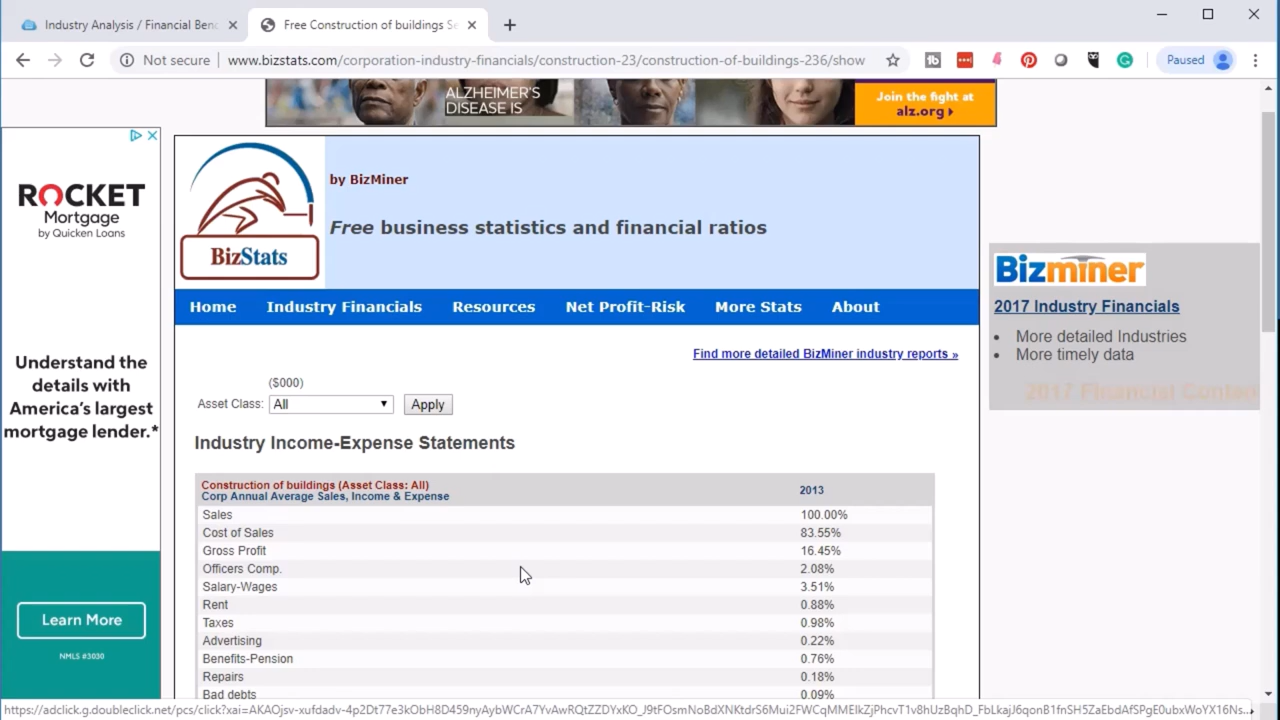 Industry Analysis / Financial Benc
Free Construction of buildings Se
Not secure
www.bizstats.com/corporation-industry-financials/construction-23/construction-of-buildings-236/show
Paused
ALZHEIMER'S
DISEASE IS
Join the fight at
alz.org
ROCKET
Mortgage
by Quicken Loans
Understand the
details with
America's largest
mortgage lender.*
Learn More
NMLS #3030
BizStats
by BizMiner
Free business statistics and financial ratios
Home Industry Financials Resources Net Profit-Risk More Stats About
Find more detailed BizMiner industry reports »
($000)
Asset Class: All Apply
Industry Income-Expense Statements
Construction of buildings (Asset Class: All)
Corp Annual Average Sales, Income & Expense 2013
Sales 100.00%
Cost of Sales 83.55%
Gross Profit 16.45%
Officers Comp. 2.08%
Salary-Wages 3.51%
Rent 0.88%
Taxes 0.98%
Advertising 0.22%
Benefits-Pension 0.76%
Repairs 0.18%
Bad debts 0.09%
Bizminer
2017 Industry Financials
• More detailed Industries
• More timely data
2017 Financial Conten